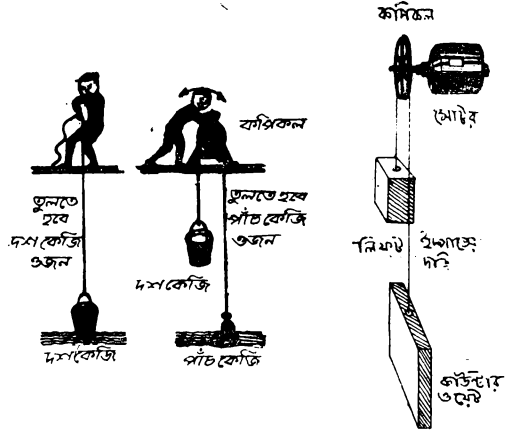 কপিকল
মোটর
কপিকল
তুলতে
হবে
দশ কেজি
ওজন
তুলতে হবে
পাঁচ কেজি
ওজন
দশ কেজি
লিফট
ইস্পাতের
দড়ি
দশ কেজি
পাঁচ কেজি
কাউন্টার
ওয়েট